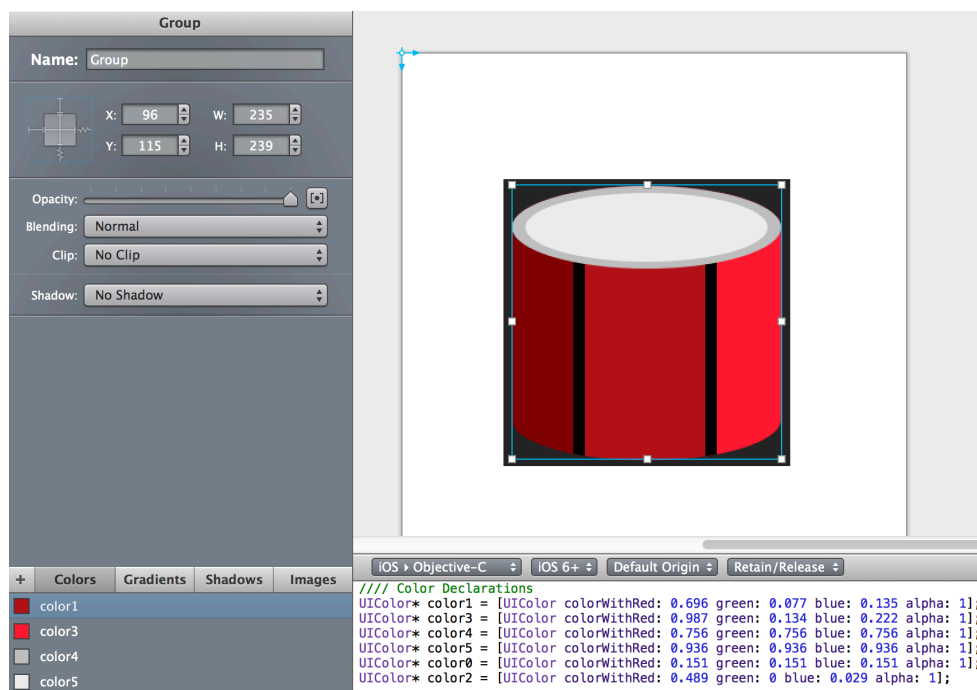 Group
Name: Group
X: 96 W: 235
Y: 115 H: 239
Opacity:
Blending: Normal
Clip: No Clip
Shadow: No Shadow
+ Colors Gradients Shadows Images
color1
color3
color4
color5
iOS ▸ Objective-C iOS 6+ Default Origin Retain/Release
//// Color Declarations
UIColor* color1 = [UIColor colorWithRed: 0.696 green: 0.077 blue: 0.135 alpha: 1];
UIColor* color3 = [UIColor colorWithRed: 0.987 green: 0.134 blue: 0.222 alpha: 1];
UIColor* color4 = [UIColor colorWithRed: 0.756 green: 0.756 blue: 0.756 alpha: 1];
UIColor* color5 = [UIColor colorWithRed: 0.936 green: 0.936 blue: 0.936 alpha: 1];
UIColor* color0 = [UIColor colorWithRed: 0.151 green: 0.151 blue: 0.151 alpha: 1];
UIColor* color2 = [UIColor colorWithRed: 0.489 green: 0 blue: 0.029 alpha: 1];